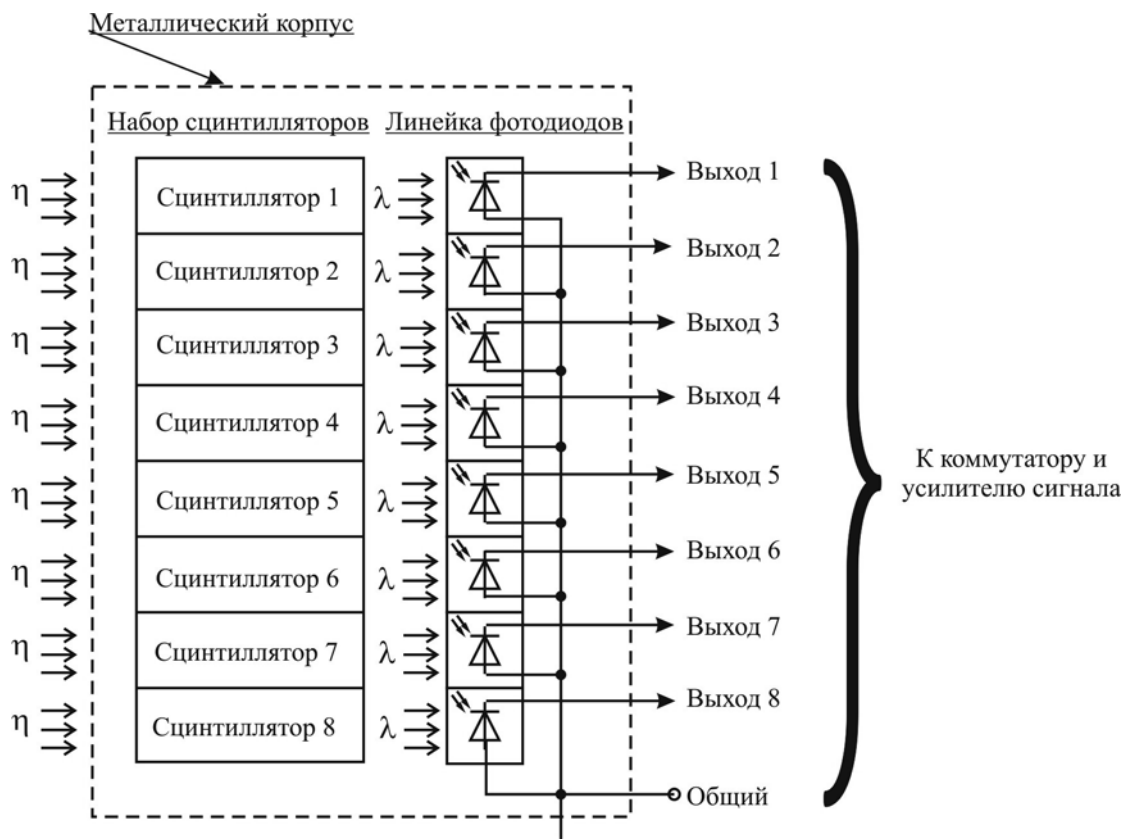 Металлический корпус
Набор сцинтилляторов Линейка фотодиодов
η Сцинтиллятор 1 λ Выход 1
η Сцинтиллятор 2 λ Выход 2
η Сцинтиллятор 3 λ Выход 3
η Сцинтиллятор 4 λ Выход 4
η Сцинтиллятор 5 λ Выход 5
η Сцинтиллятор 6 λ Выход 6
η Сцинтиллятор 7 λ Выход 7
η Сцинтиллятор 8 λ Выход 8
Общий
К коммутатору и
усилителю сигнала